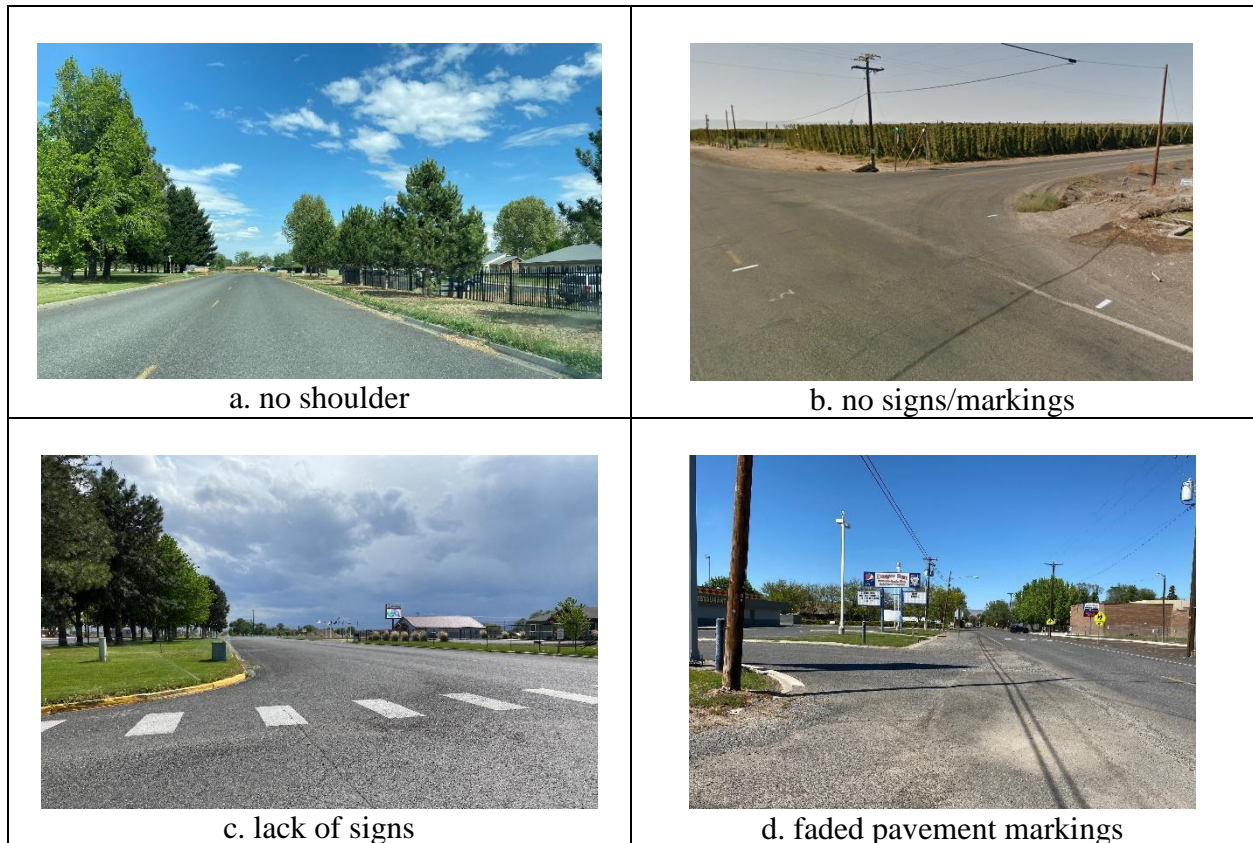 a. no shoulder
b. no signs/markings
c. lack of signs
d. faded pavement markings